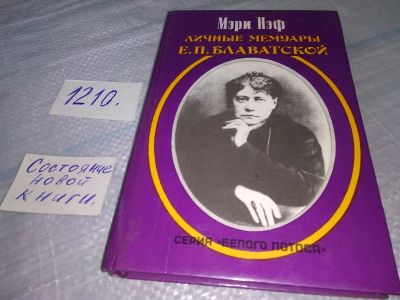 Мэри Нэф
ЛИЧНЫЕ МЕМУАРЫ
Е.П. БЛАВАТСКОЙ
СЕРИЯ «БЕЛОГО ЛОТОСА»
1210.
Состояние
новой
книги.